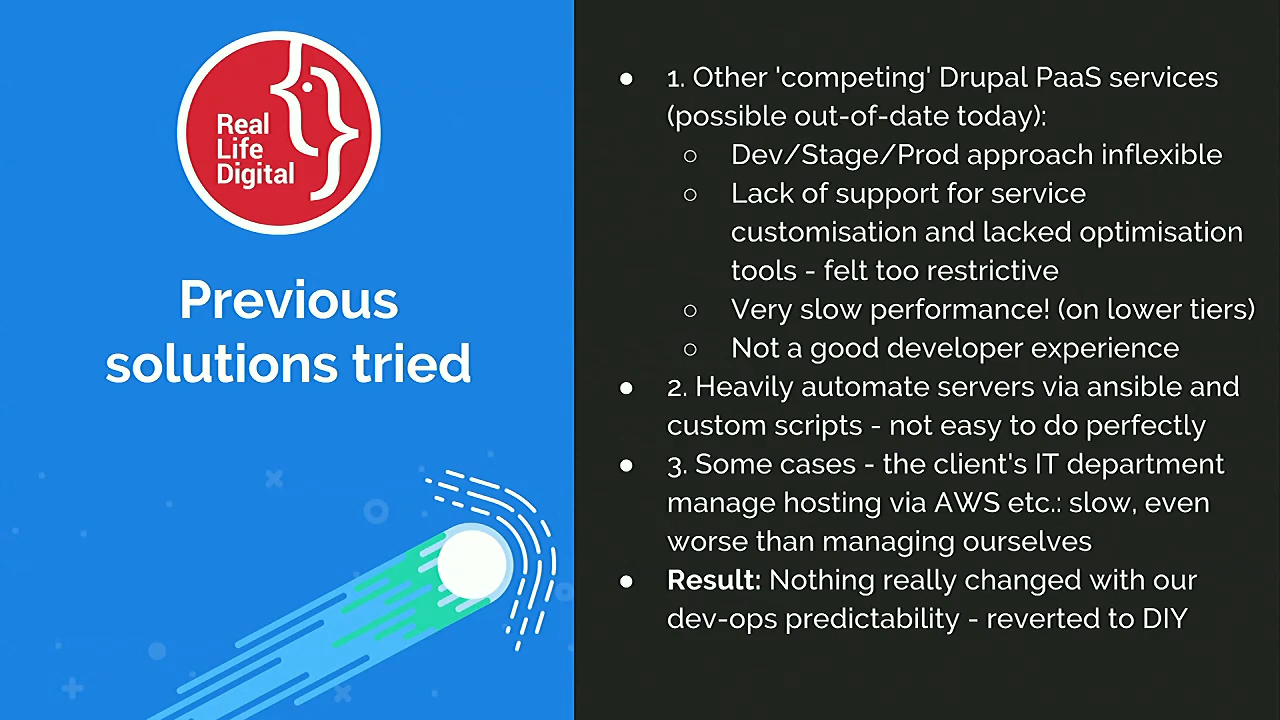 Real
Life
Digital
Previous
solutions tried
● 1. Other 'competing' Drupal PaaS services
(possible out-of-date today):
○ Dev/Stage/Prod approach inflexible
○ Lack of support for service
customisation and lacked optimisation
tools - felt too restrictive
○ Very slow performance! (on lower tiers)
○ Not a good developer experience
● 2. Heavily automate servers via ansible and
custom scripts - not easy to do perfectly
● 3. Some cases - the client's IT department
manage hosting via AWS etc.: slow, even
worse than managing ourselves
● Result: Nothing really changed with our
dev-ops predictability - reverted to DIY